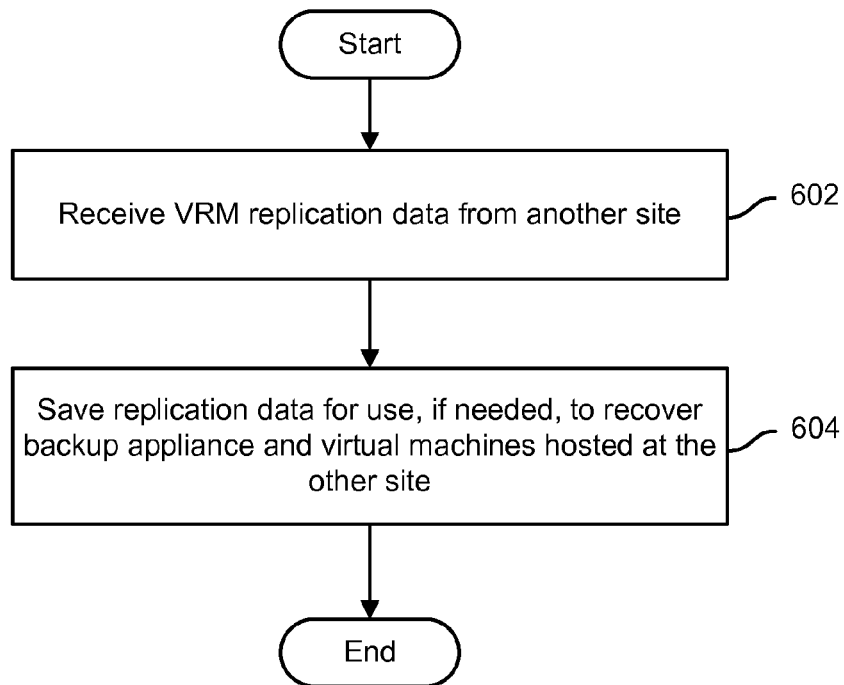 Start
Receive VRM replication data from another site
602
Save replication data for use, if needed, to recover
backup appliance and virtual machines hosted at the
other site
604
End